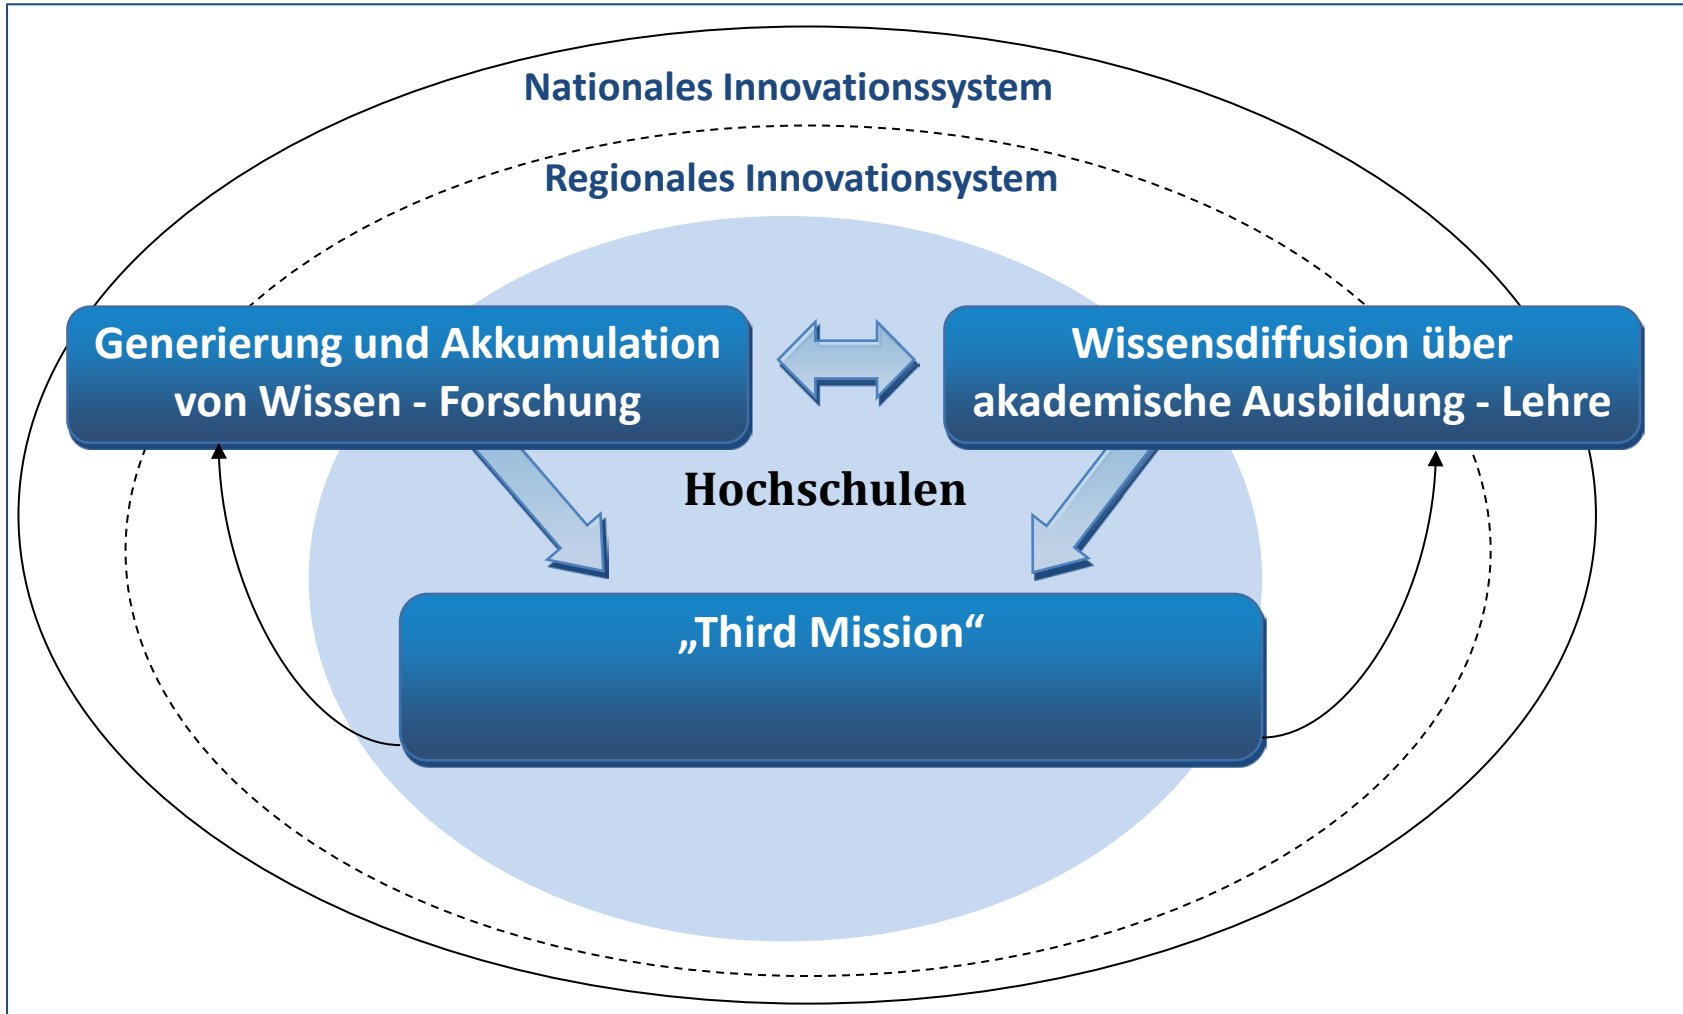 Nationales Innovationssystem
Regionales Innovationsystem
Generierung und Akkumulation
von Wissen - Forschung
Wissensdiffusion über
akademische Ausbildung - Lehre
Hochschulen
„Third Mission“